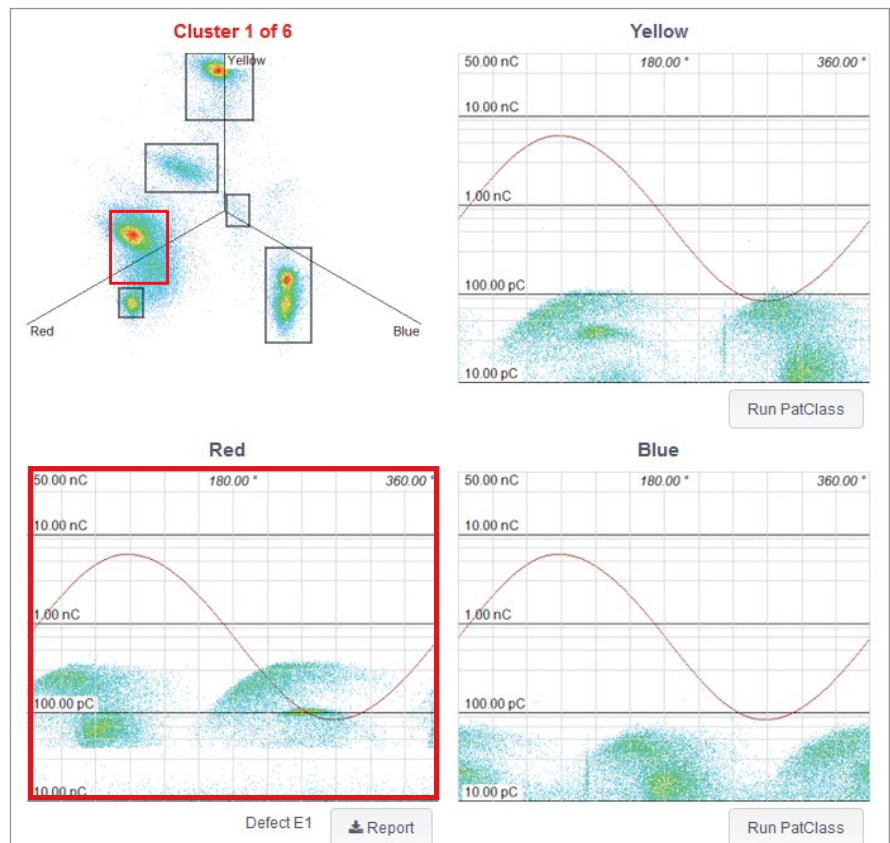 Cluster 1 of 6
Yellow
Red
Blue
Yellow
50.00 nC
180.00 °
360.00 °
10.00 nC
1.00 nC
100.00 pC
10.00 pC
Run PatClass
Red
50.00 nC
180.00 °
360.00 °
10.00 nC
1.00 nC
100.00 pC
10.00 pC
Defect E1
Report
Blue
50.00 nC
180.00 °
360.00 °
10.00 nC
1.00 nC
100.00 pC
10.00 pC
Run PatClass